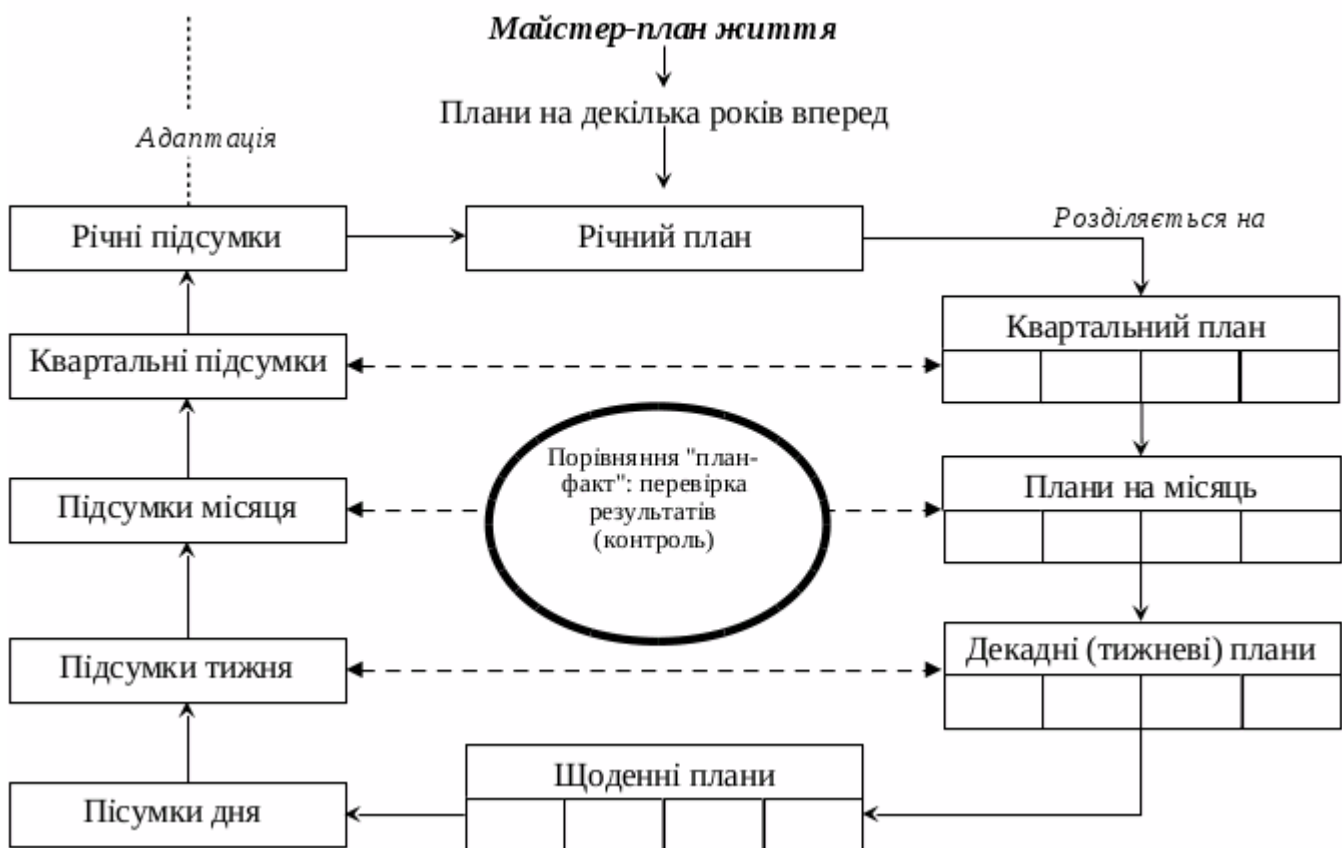 Майстер-план життя
Плани на декілька років вперед
Адаптація
Річні підсумки
Річний план
Розділяється на
Квартальний план
Квартальні підсумки
Порівняння "план-
факт": перевірка
результатів
(контроль)
Плани на місяць
Підсумки місяця
Декадні (тижневі) плани
Підсумки тижня
Щоденні плани
Пісумки дня